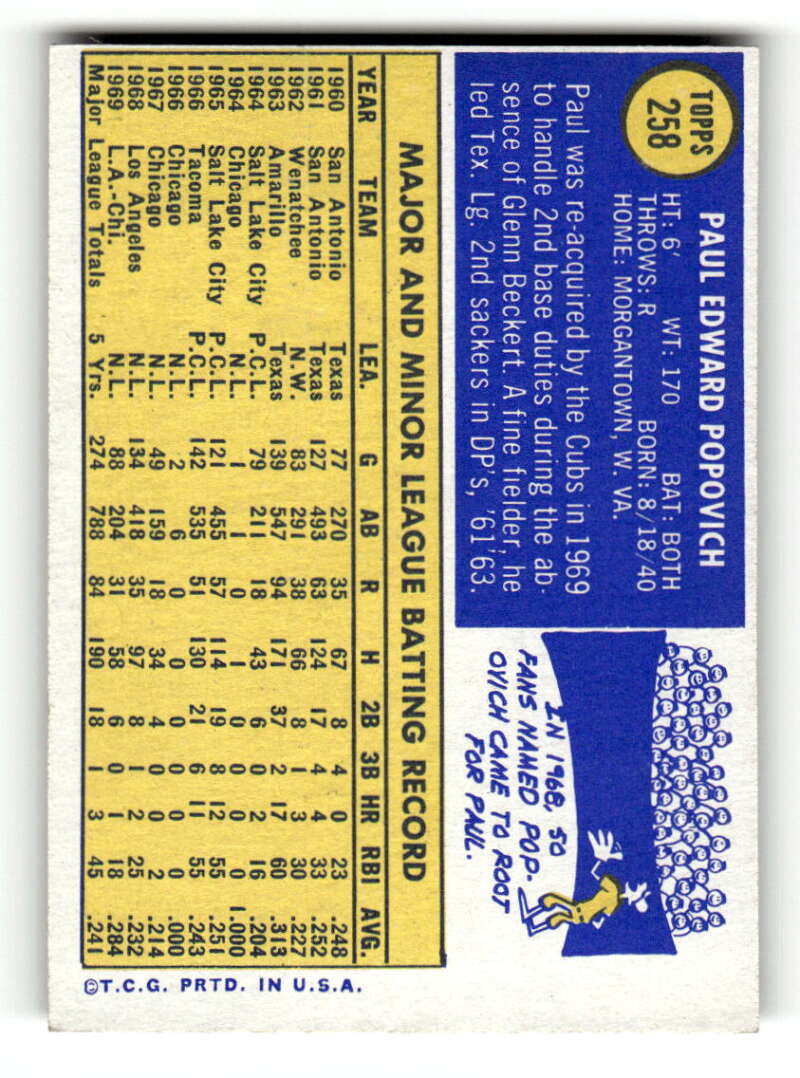 TOPPS
258
PAUL EDWARD POPOVICH
HT: 6' WT: 170 BAT: BOTH
THROWS: R BORN: 8/18/40
HOME: MORGANTOWN, W. VA.
Paul was re-acquired by the Cubs in 1969
to handle 2nd base duties during the ab-
sence of Glenn Beckert. A fine fielder, he
led Tex. Lg. 2nd sackers in DP's, '61,'63.
IN 1968, 50
FANS NAMED POP-
OVICH CAME TO ROOT
FOR PAUL.
MAJOR AND MINOR LEAGUE BATTING RECORD
YEAR TEAM LEA. G AB R H 2B 3B HR RBI AVG.
1960 San Antonio Texas 77 270 35 67 8 4 0 23 .248
1961 San Antonio Texas 127 493 63 124 17 4 4 33 .252
1962 Wenatchee N.W. 83 291 38 66 8 1 3 30 .227
1963 Amarillo Texas 139 547 94 171 37 2 17 60 .313
1964 Salt Lake City P.C.L. 79 211 18 43 6 0 2 16 .204
1964 Chicago N.L. 1 1 0 1 0 0 0 0 1.000
1965 Salt Lake City P.C.L. 121 455 57 114 19 8 12 55 .251
1966 Tacoma P.C.L. 142 535 51 130 21 6 11 55 .243
1966 Chicago N.L. 2 6 0 0 0 0 0 0 .000
1967 Chicago N.L. 49 159 18 34 4 0 0 2 .214
1968 Los Angeles N.L. 134 418 35 97 8 1 2 25 .232
1969 L.A.-Chi. N.L. 88 204 31 58 6 0 1 18 .284
Major League Totals 5 Yrs. 274 788 84 190 18 1 3 45 .241
©T.C.G. PRTD. IN U.S.A.